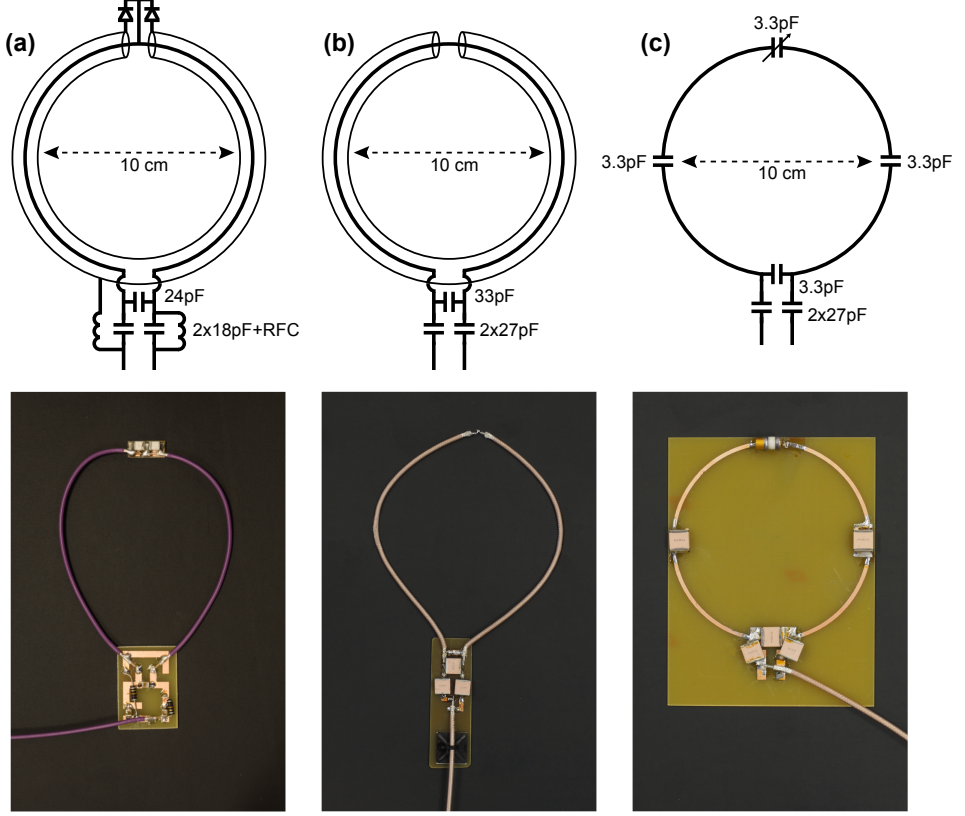 (a)
(b)
(c)
3.3pF
10 cm
10 cm
3.3pF
10 cm
3.3pF
24pF
33pF
3.3pF
2x18pF+RFC
2x27pF
2x27pF